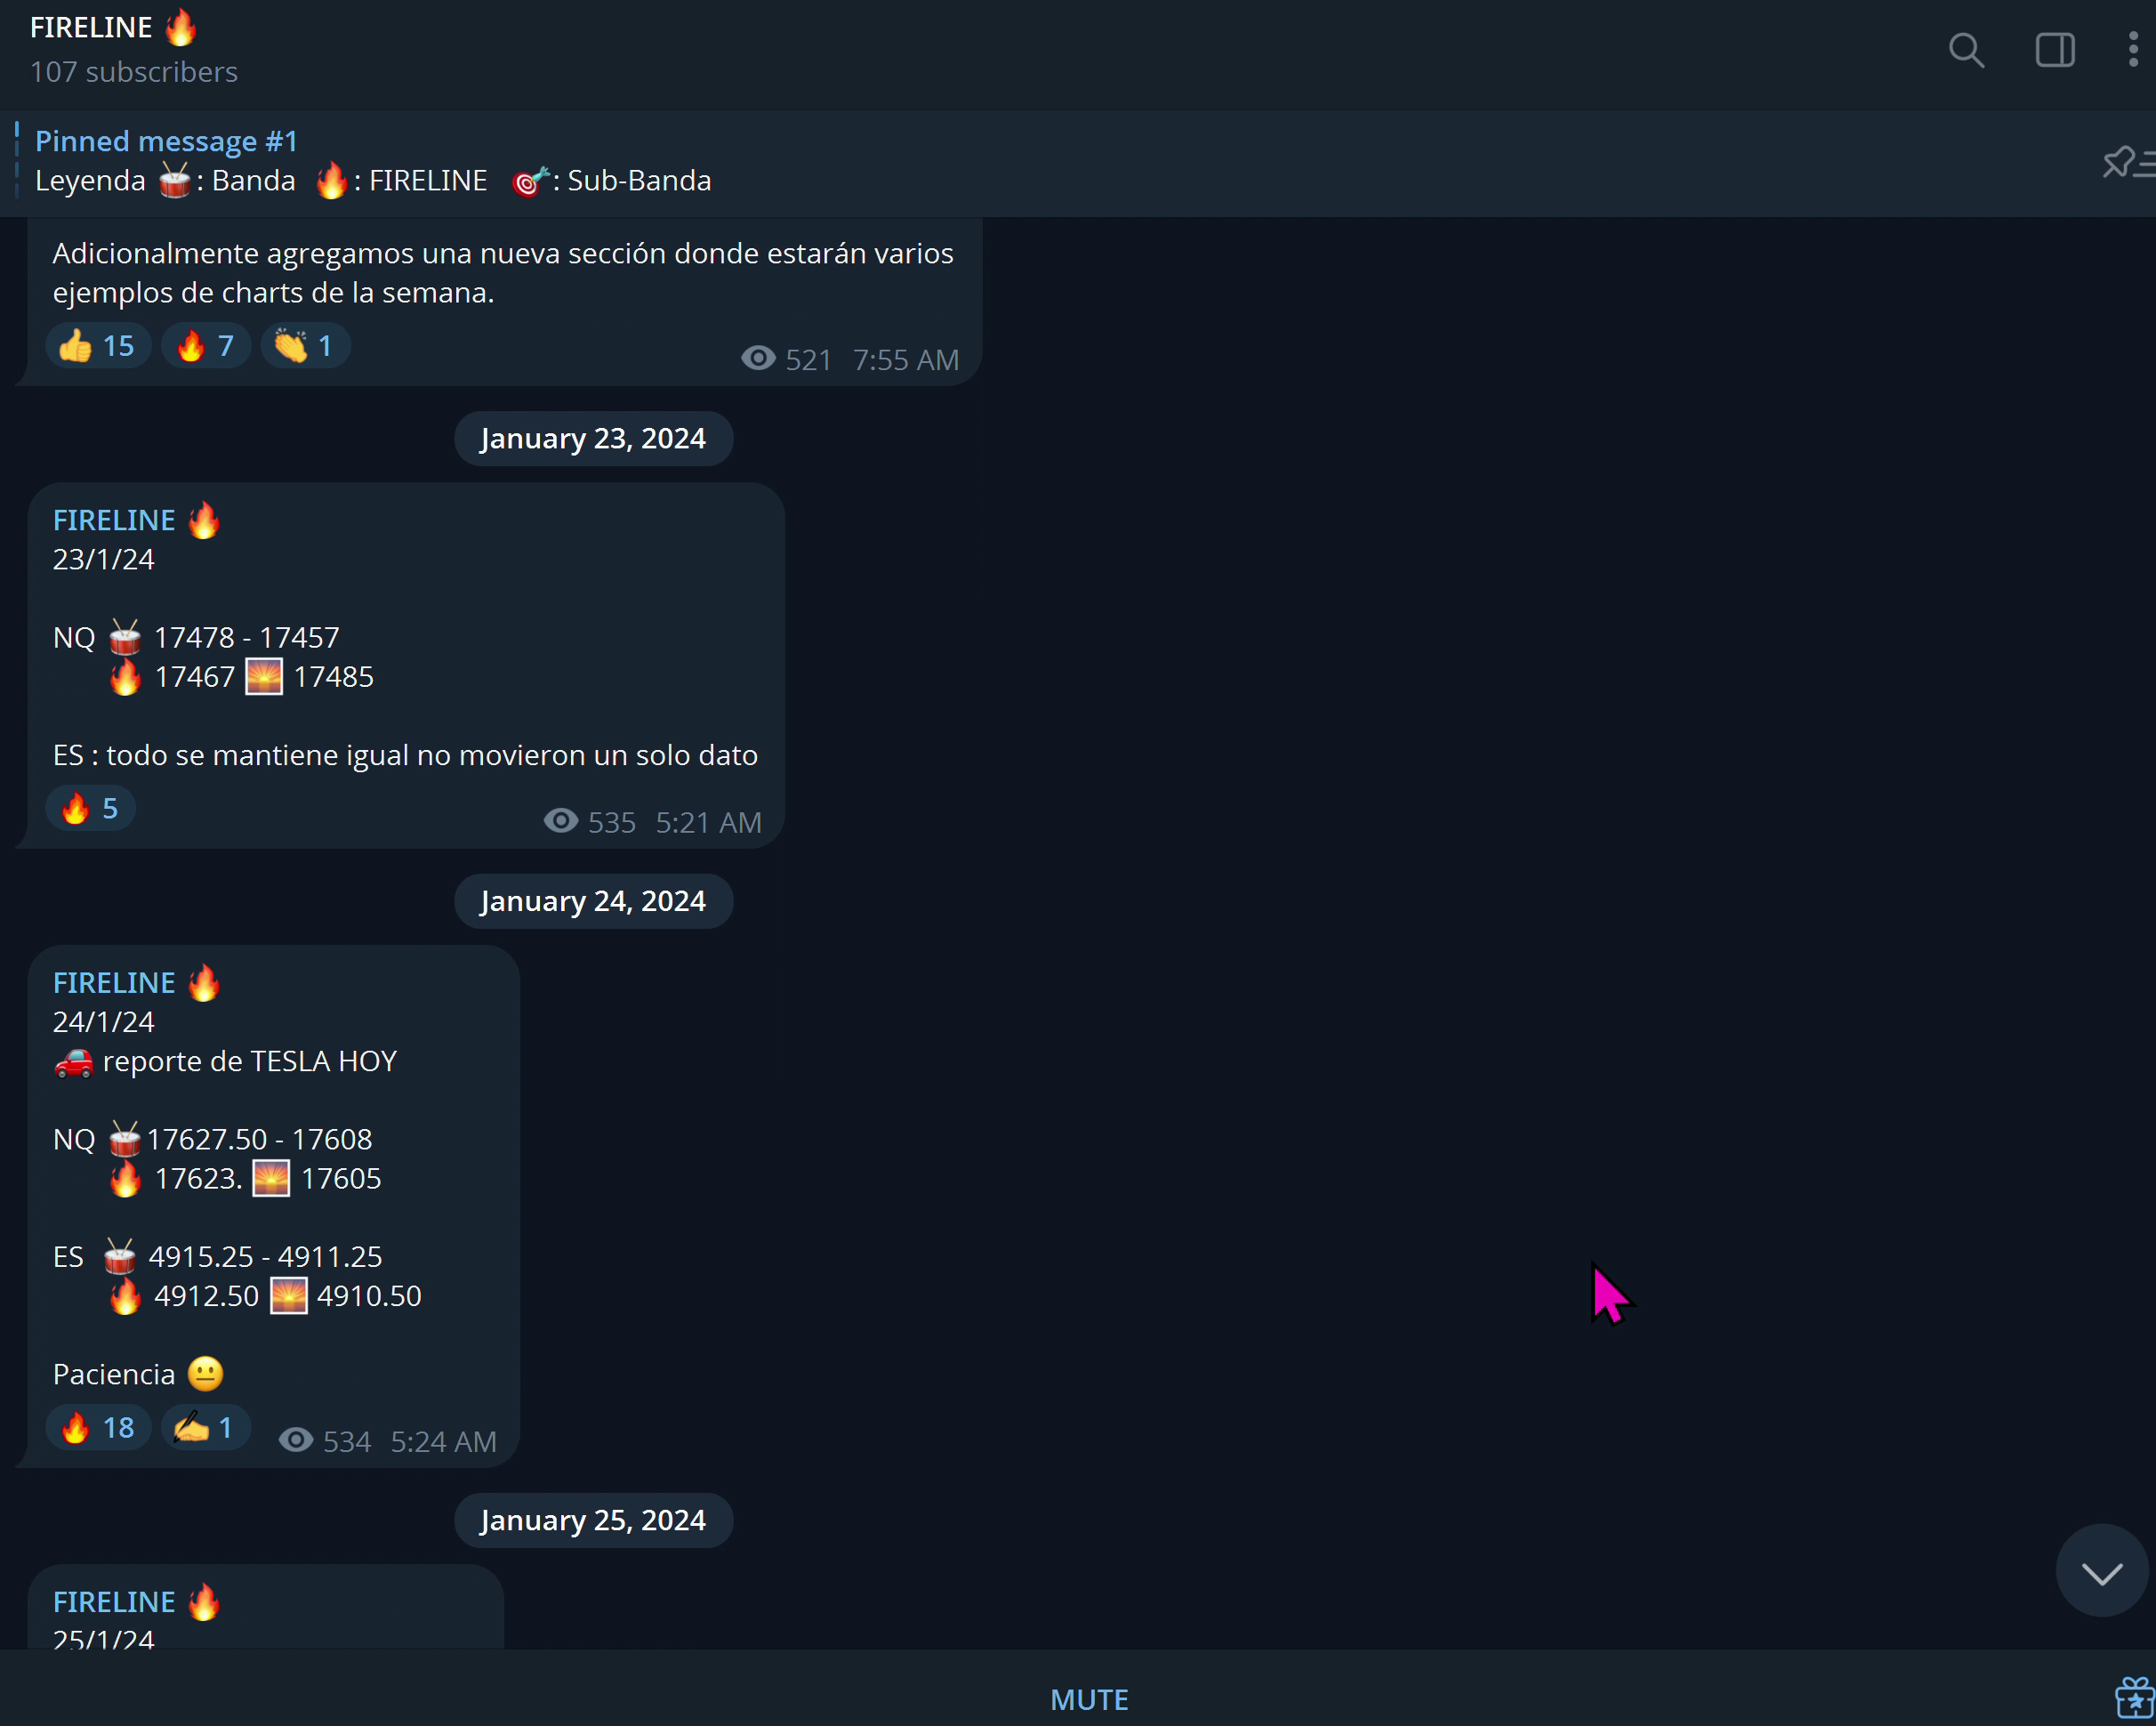 FIRELINE 🔥
107 subscribers
Pinned message #1
Leyenda 🥁: Banda 🔥: FIRELINE 🎯: Sub-Banda
Adicionalmente agregamos una nueva sección donde estarán varios
ejemplos de charts de la semana.
👍 15 🔥 7 👏 1
521 7:55 AM
January 23, 2024
FIRELINE 🔥
23/1/24
NQ 🥁 17478 - 17457
🔥 17467 🌅 17485
ES : todo se mantiene igual no movieron un solo dato
🔥 5
535 5:21 AM
January 24, 2024
FIRELINE 🔥
24/1/24
🚗 reporte de TESLA HOY
NQ 🥁17627.50 - 17608
🔥 17623. 🌅 17605
ES 🥁 4915.25 - 4911.25
🔥 4912.50 🌅 4910.50
Paciencia 😐
🔥 18 ✍ 1
534 5:24 AM
January 25, 2024
FIRELINE 🔥
25/1/24
MUTE